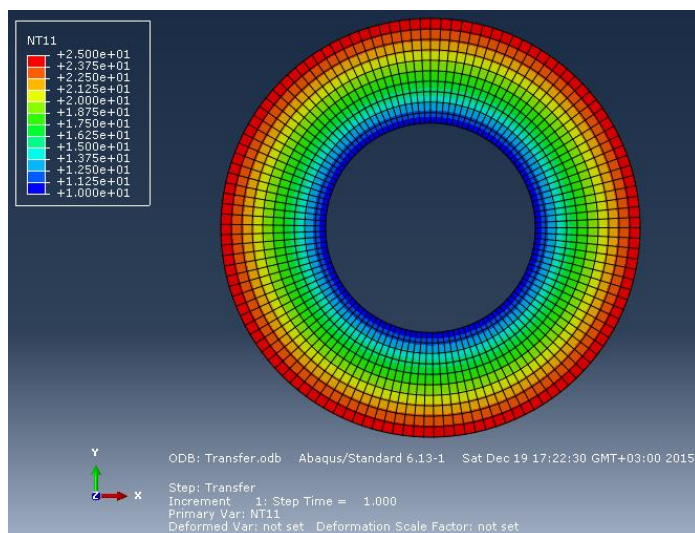 NT11
+2.500e+01
+2.375e+01
+2.250e+01
+2.125e+01
+2.000e+01
+1.875e+01
+1.750e+01
+1.625e+01
+1.500e+01
+1.375e+01
+1.250e+01
+1.125e+01
+1.000e+01
Y
Z X
ODB: Transfer.odb Abaqus/Standard 6.13-1 Sat Dec 19 17:22:30 GMT+03:00 2015
Step: Transfer
Increment 1: Step Time = 1.000
Primary Var: NT11
Deformed Var: not set Deformation Scale Factor: not set